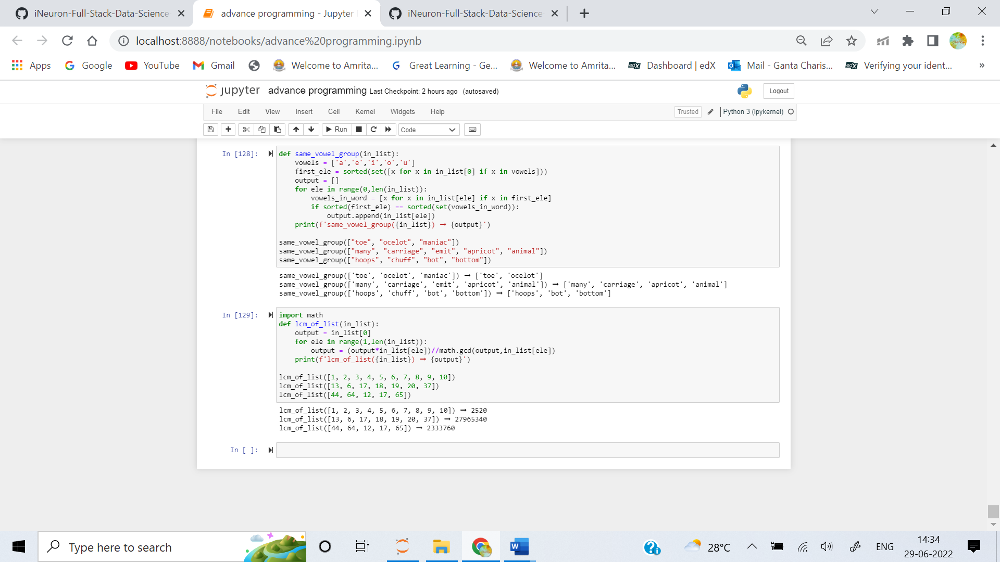 iNeuron-Full-Stack-Data-Science
advance programming - Jupyter
iNeuron-Full-Stack-Data-Science
localhost:8888/notebooks/advance%20programming.ipynb
Apps Google YouTube Gmail Welcome to Amrita... Great Learning - Ge... Welcome to Amrita... edX Dashboard | edX Mail - Ganta Charis... edX Verifying your ident... »
jupyter advance programming Last Checkpoint: 2 hours ago (autosaved) Logout
File Edit View Insert Cell Kernel Widgets Help Trusted Python 3 (ipykernel)
Run Code
In [128]: def same_vowel_group(in_list):
    vowels = ['a','e','i','o','u']
    first_ele = sorted(set([x for x in in_list[0] if x in vowels]))
    output = []
    for ele in range(0,len(in_list)):
        vowels_in_word = [x for x in in_list[ele] if x in first_ele]
        if sorted(first_ele) == sorted(set(vowels_in_word)):
            output.append(in_list[ele])
    print(f'same_vowel_group({in_list}) ➞ {output}')
same_vowel_group(["toe", "ocelot", "maniac"])
same_vowel_group(["many", "carriage", "emit", "apricot", "animal"])
same_vowel_group(["hoops", "chuff", "bot", "bottom"])
same_vowel_group(['toe', 'ocelot', 'maniac']) ➞ ['toe', 'ocelot']
same_vowel_group(['many', 'carriage', 'emit', 'apricot', 'animal']) ➞ ['many', 'carriage', 'apricot', 'animal']
same_vowel_group(['hoops', 'chuff', 'bot', 'bottom']) ➞ ['hoops', 'bot', 'bottom']
In [129]: import math
def lcm_of_list(in_list):
    output = in_list[0]
    for ele in range(1,len(in_list)):
        output = (output*in_list[ele])//math.gcd(output,in_list[ele])
    print(f'lcm_of_list({in_list}) ➞ {output}')
lcm_of_list([1, 2, 3, 4, 5, 6, 7, 8, 9, 10])
lcm_of_list([13, 6, 17, 18, 19, 20, 37])
lcm_of_list([44, 64, 12, 17, 65])
lcm_of_list([1, 2, 3, 4, 5, 6, 7, 8, 9, 10]) ➞ 2520
lcm_of_list([13, 6, 17, 18, 19, 20, 37]) ➞ 27965340
lcm_of_list([44, 64, 12, 17, 65]) ➞ 2333760
In [ ]:
Type here to search
28°C ENG
14:34
29-06-2022